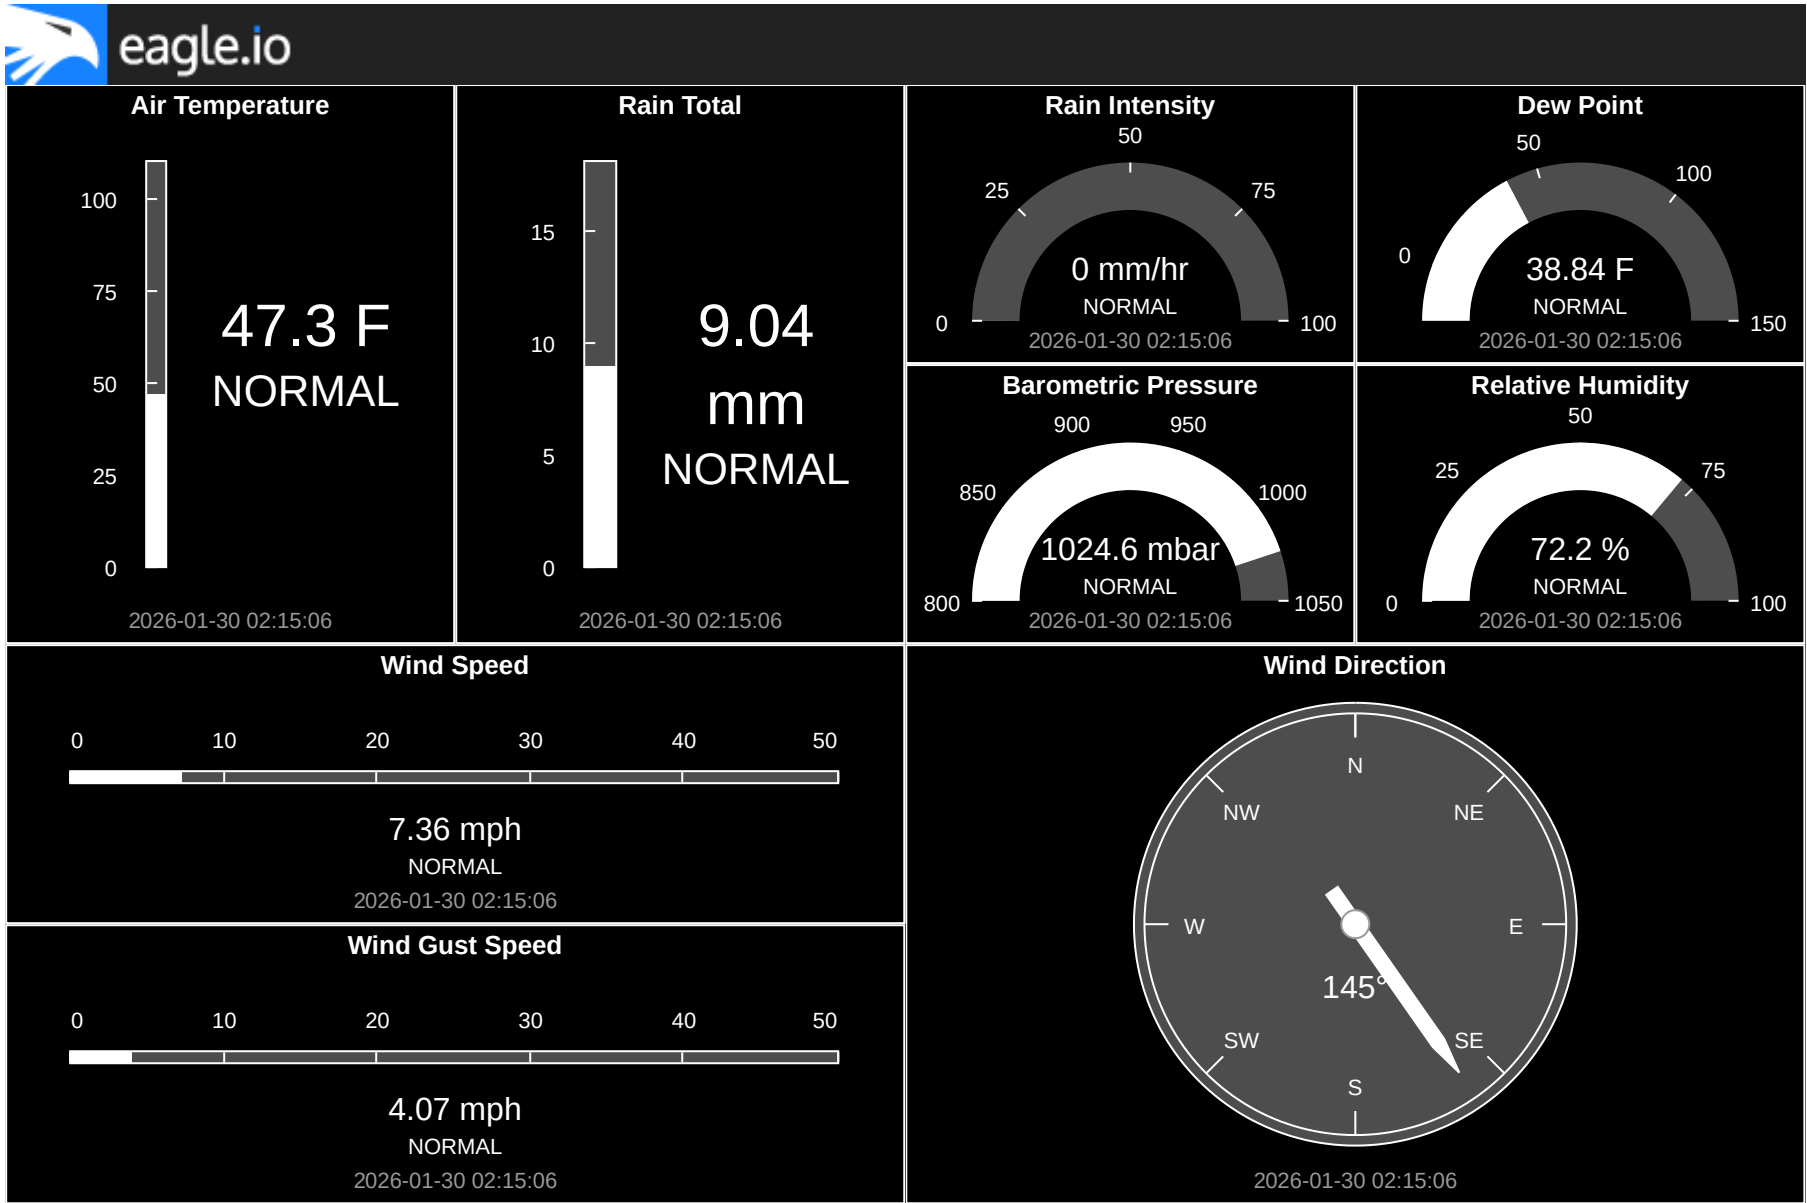 eagle.io
Air Temperature
100
75
50
25
0
47.3 F
NORMAL
2026-01-30 02:15:06
Rain Total
15
10
5
0
9.04
mm
NORMAL
2026-01-30 02:15:06
Rain Intensity
0
25
50
75
100
0 mm/hr
NORMAL
2026-01-30 02:15:06
Dew Point
0
50
100
150
38.84 F
NORMAL
2026-01-30 02:15:06
Barometric Pressure
800
850
900
950
1000
1050
1024.6 mbar
NORMAL
2026-01-30 02:15:06
Relative Humidity
0
25
50
75
100
72.2 %
NORMAL
2026-01-30 02:15:06
Wind Speed
0 10 20 30 40 50
7.36 mph
NORMAL
2026-01-30 02:15:06
Wind Gust Speed
0 10 20 30 40 50
4.07 mph
NORMAL
2026-01-30 02:15:06
Wind Direction
N
NW NE
W E
145°
SW SE
S
2026-01-30 02:15:06